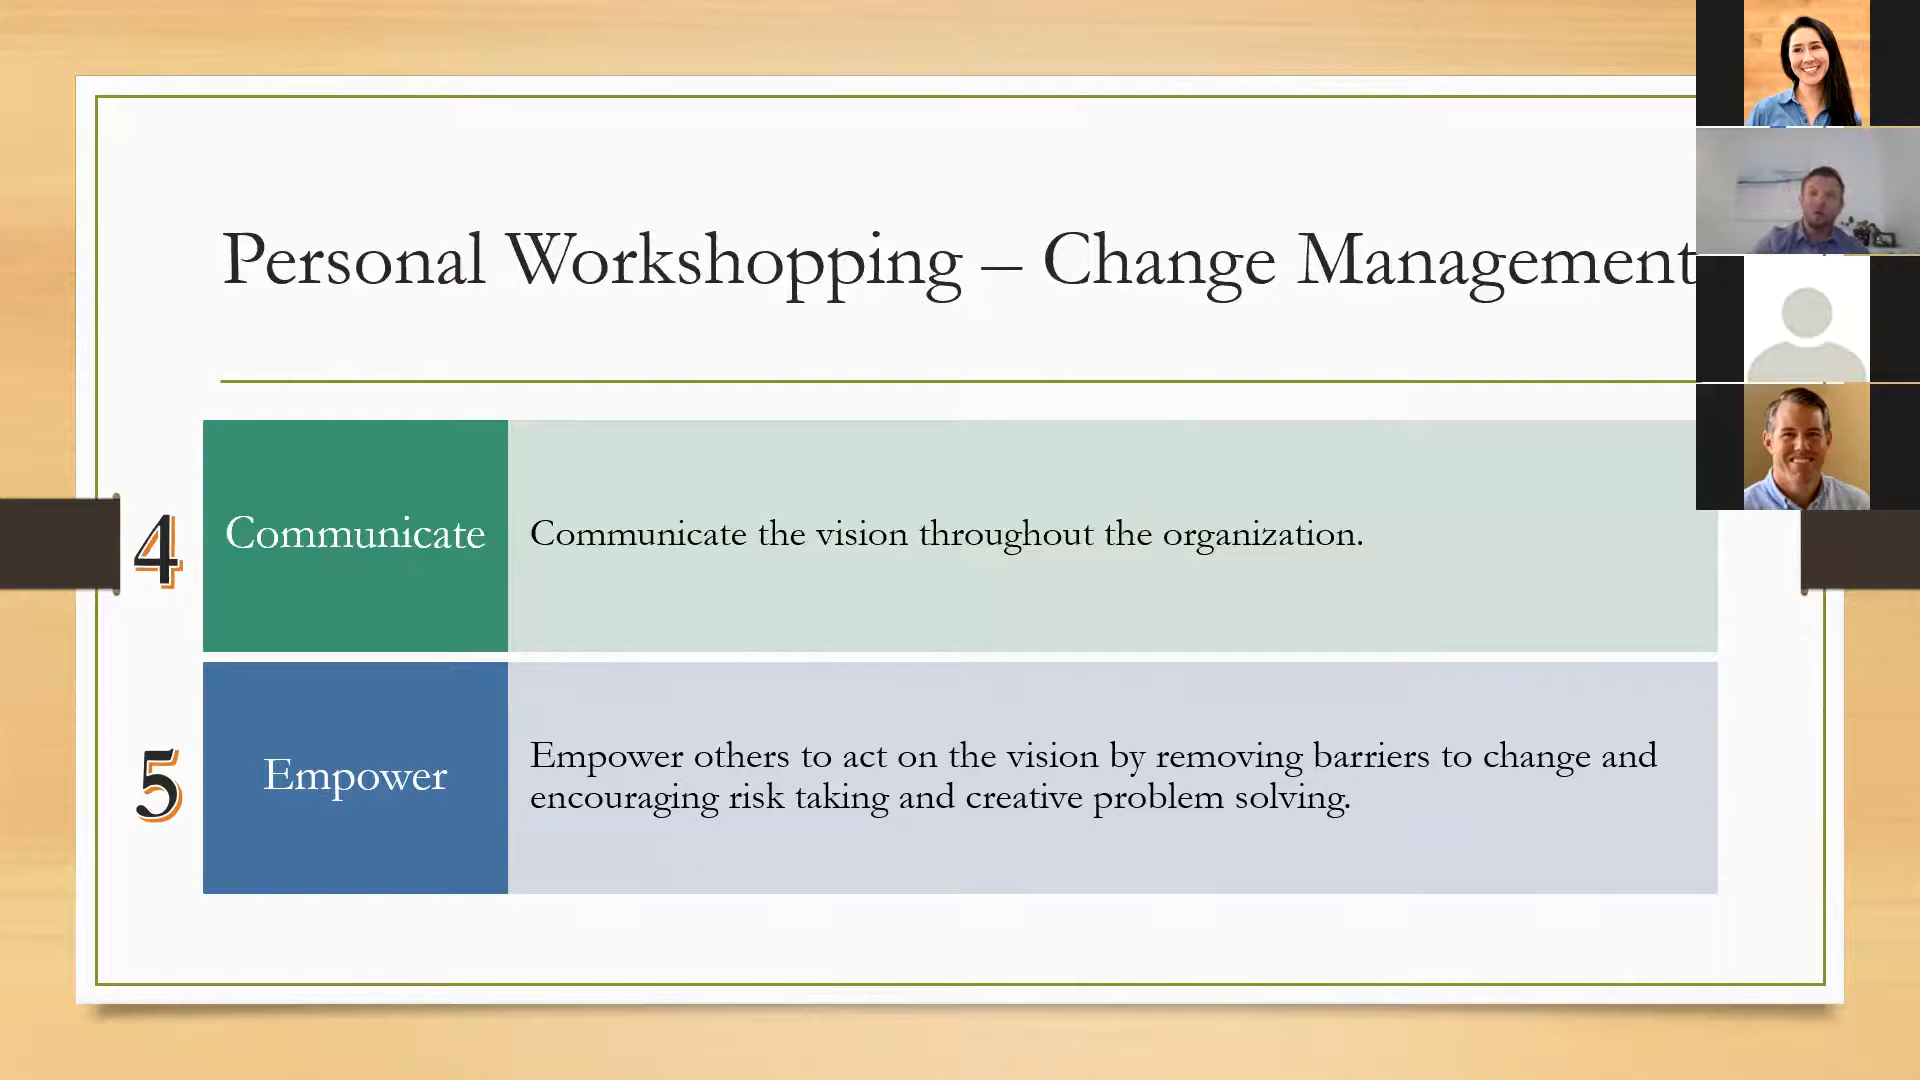 Personal Workshopping – Change Management
4
Communicate
Communicate the vision throughout the organization.
5
Empower
Empower others to act on the vision by removing barriers to change and
encouraging risk taking and creative problem solving.